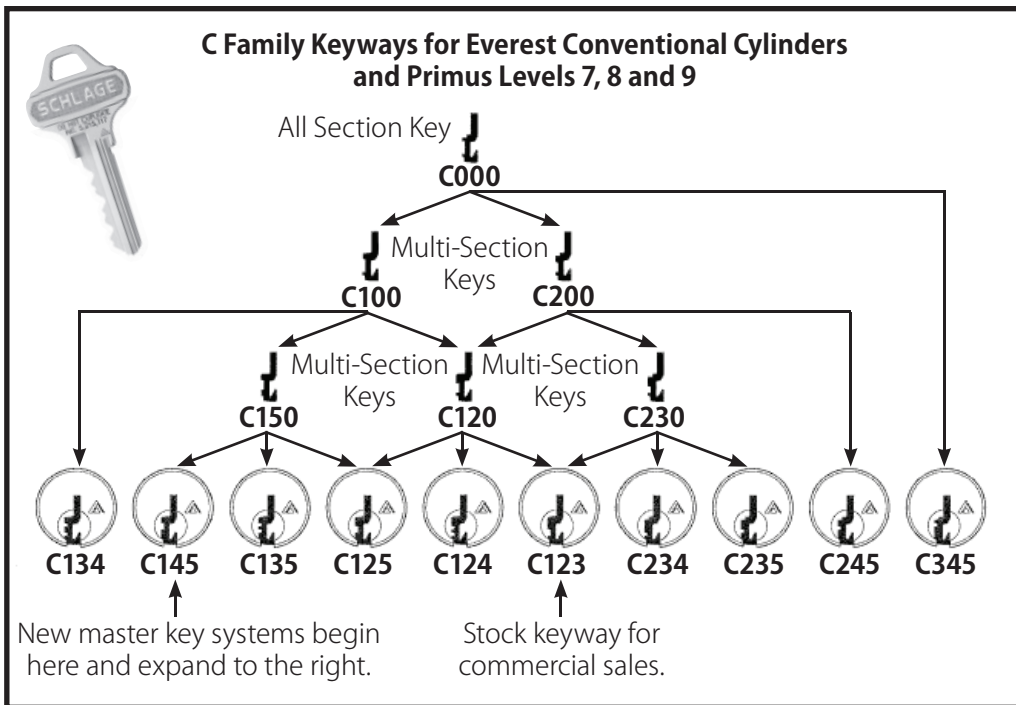 C Family Keyways for Everest Conventional Cylinders
and Primus Levels 7, 8 and 9
SCHLAGE
All Section Key
C000
Multi-Section
Keys
C100
C200
Multi-Section
Keys
Multi-Section
Keys
C150
C120
C230
C134
C145
C135
C125
C124
C123
C234
C235
C245
C345
New master key systems begin
here and expand to the right.
Stock keyway for
commercial sales.